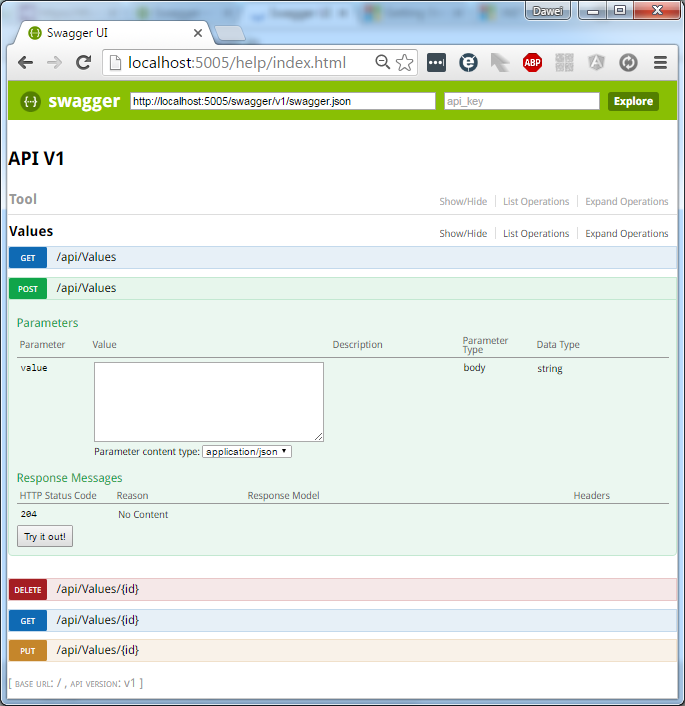 Dawei
Swagger UI
localhost:5005/help/index.html
ABP
swagger http://localhost:5005/swagger/v1/swagger.json api_key Explore
API V1
Tool Show/Hide List Operations Expand Operations
Values Show/Hide List Operations Expand Operations
GET /api/Values
POST /api/Values
Parameters
Parameter Value Description Parameter Type Data Type
value body string
Parameter content type: application/json
Response Messages
HTTP Status Code Reason Response Model Headers
204 No Content
Try it out!
DELETE /api/Values/{id}
GET /api/Values/{id}
PUT /api/Values/{id}
[ BASE URL: / , API VERSION: V1 ]